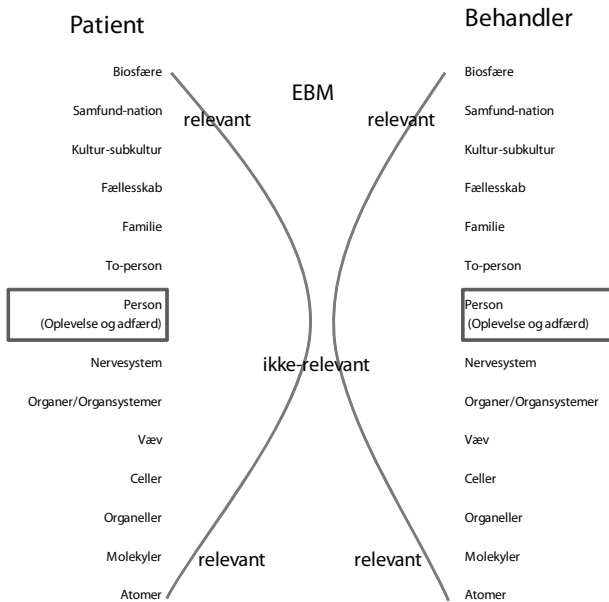 Patient
Behandler
EBM
Biosfære
Samfund-nation
relevant
Kultur-subkultur
Fællesskab
Familie
To-person
Person
(Oplevelse og adfærd)
Nervesystem
Organer/Organsystemer
Væv
Celler
Organeller
Molekyler
relevant
Atomer
ikke-relevant
Biosfære
Samfund-nation
relevant
Kultur-subkultur
Fællesskab
Familie
To-person
Person
(Oplevelse og adfærd)
Nervesystem
Organer/Organsystemer
Væv
Celler
Organeller
Molekyler
relevant
Atomer